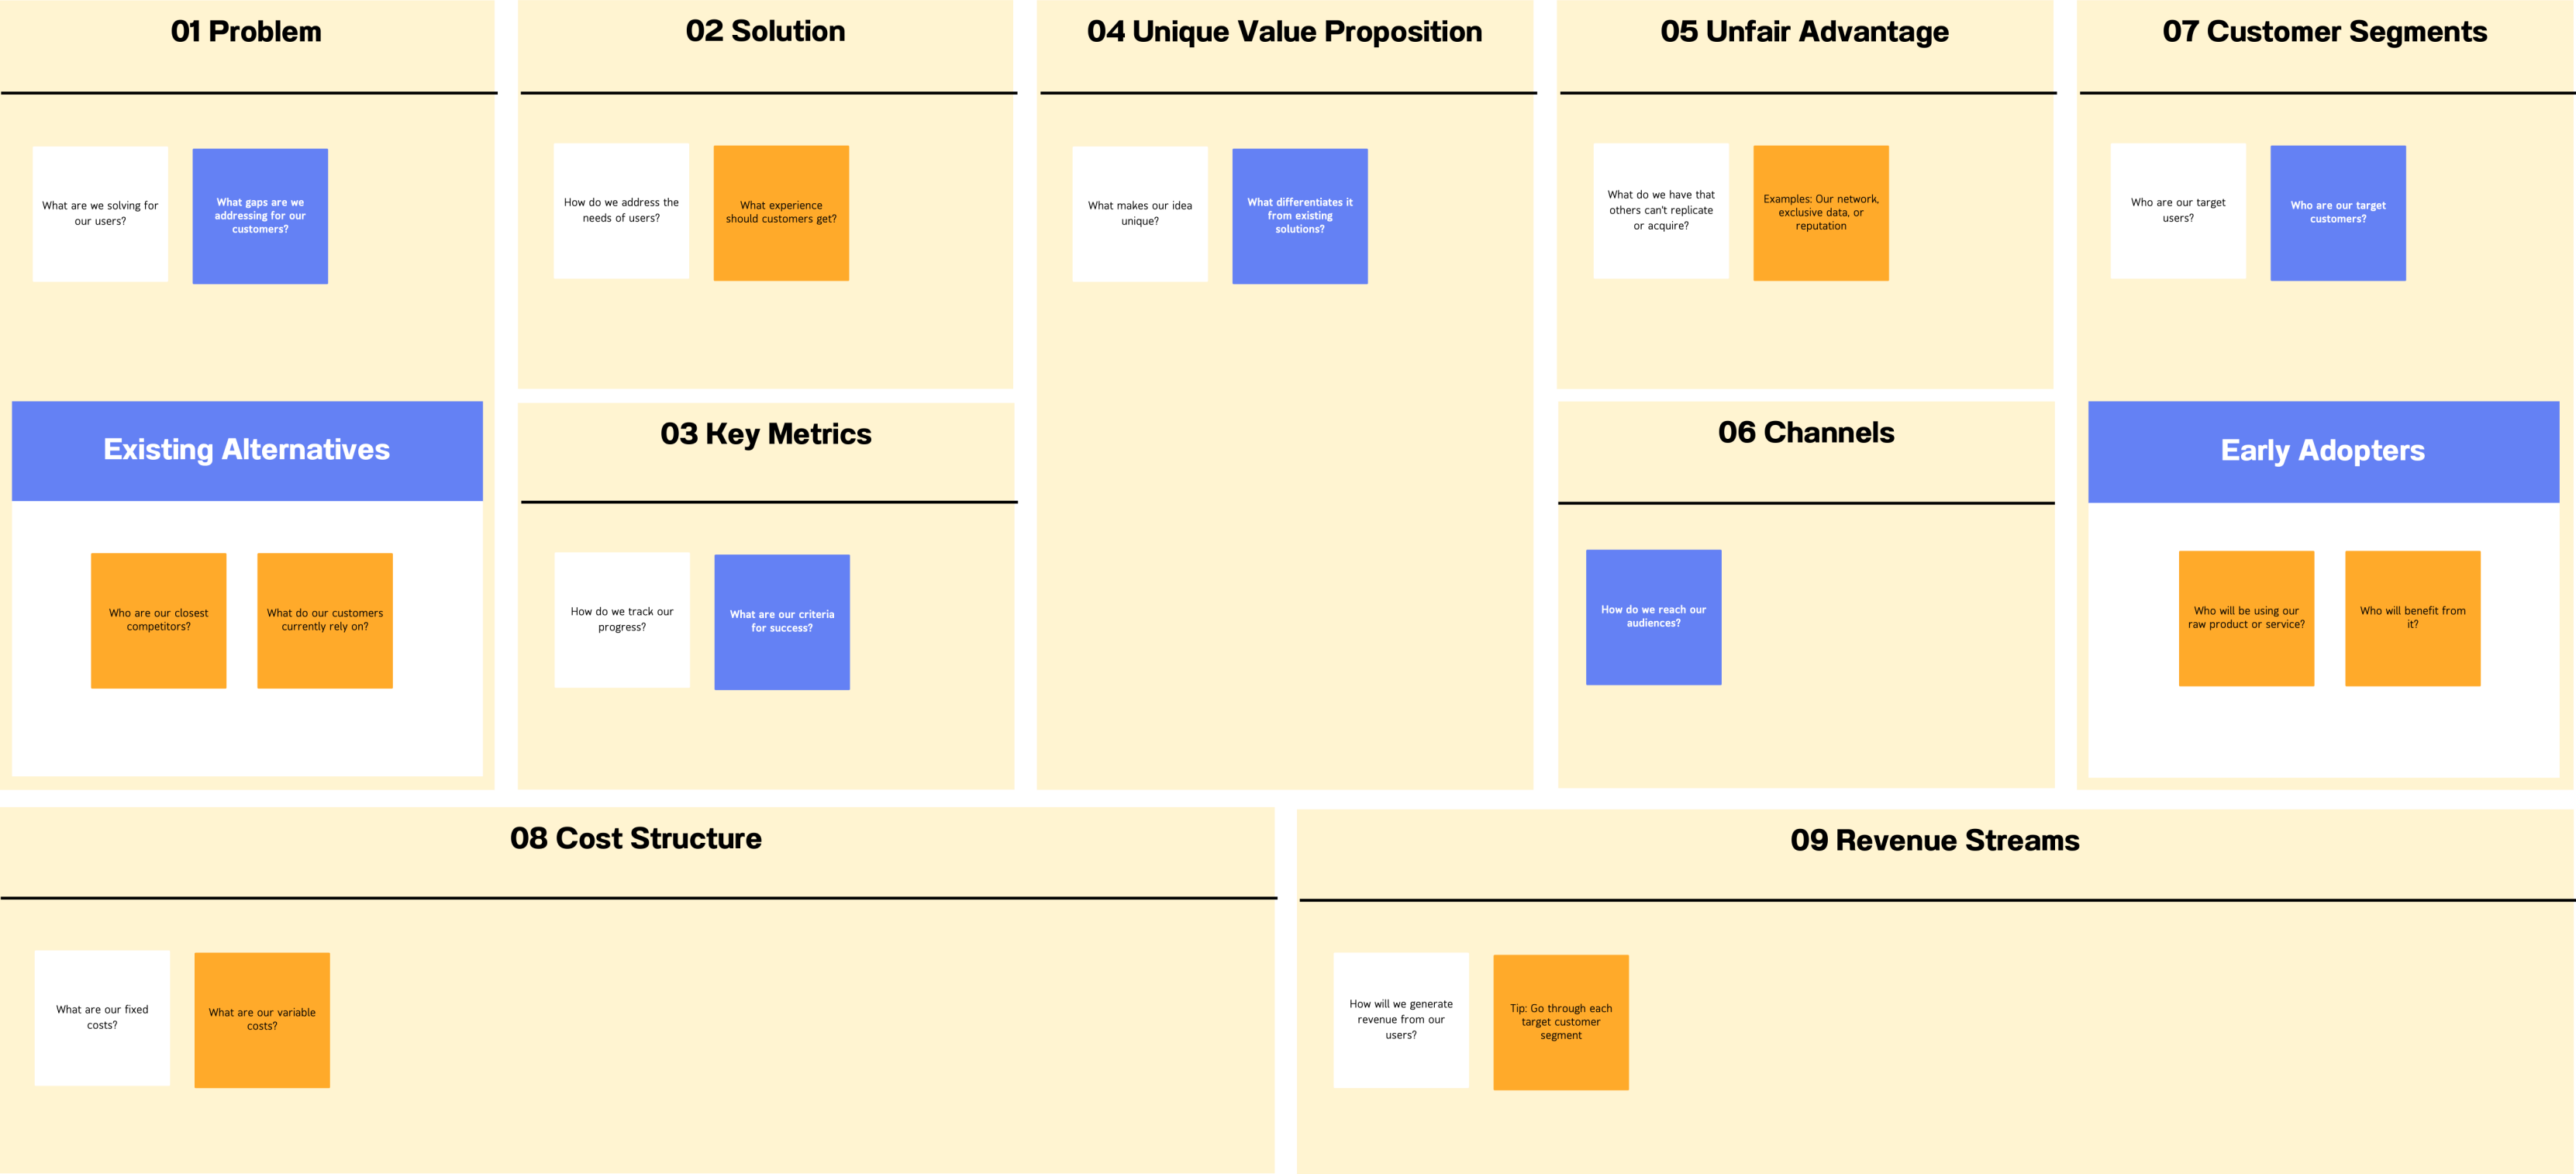 01 Problem
What are we solving for
our users?
What gaps are we
addressing for our
customers?
Existing Alternatives
Who are our closest
competitors?
What do our customers
currently rely on?
02 Solution
How do we address the
needs of users?
What experience
should customers get?
03 Key Metrics
How do we track our
progress?
What are our criteria
for success?
04 Unique Value Proposition
What makes our idea
unique?
What differentiates it
from existing
solutions?
05 Unfair Advantage
What do we have that
others can't replicate
or acquire?
Examples: Our network,
exclusive data, or
reputation
06 Channels
How do we reach our
audiences?
07 Customer Segments
Who are our target
users?
Who are our target
customers?
Early Adopters
Who will be using our
raw product or service?
Who will benefit from
it?
08 Cost Structure
What are our fixed
costs?
What are our variable
costs?
09 Revenue Streams
How will we generate
revenue from our
users?
Tip: Go through each
target customer
segment